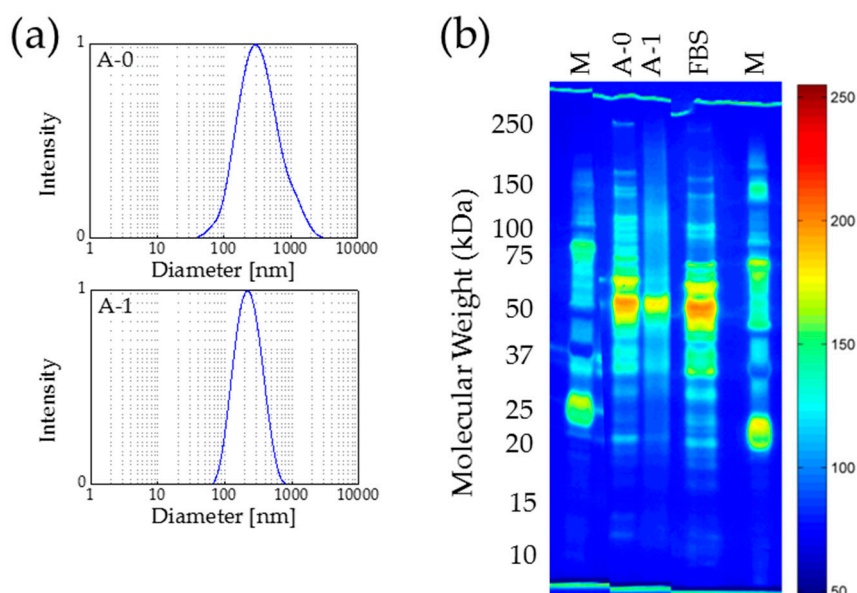 (a)
A-0
1
Intensity
0
1 10 100 1000 10000
Diameter [nm]
A-1
1
Intensity
0
1 10 100 1000 10000
Diameter [nm]
(b)
M A-0 A-1 FBS M
Molecular Weight (kDa)
250
150
100
75
50
37
25
20
15
10
250
200
150
100
50